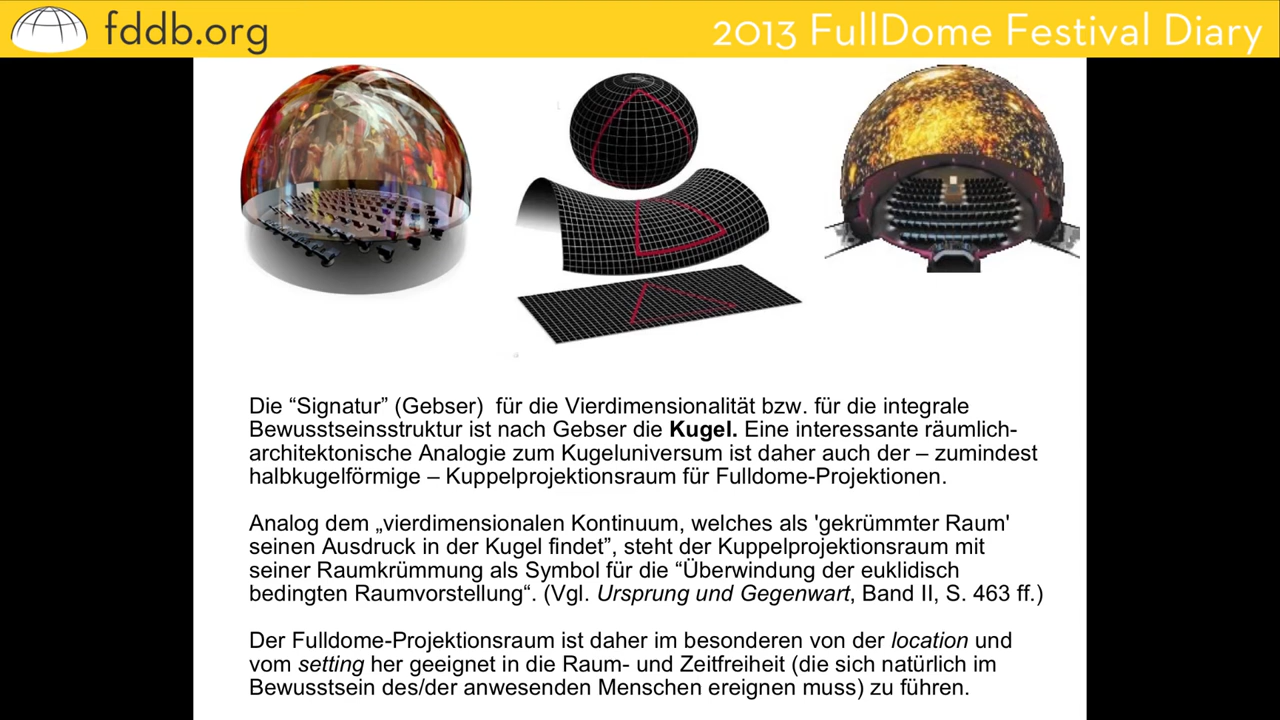 fddb.org
2013 FullDome Festival Diary
Die “Signatur” (Gebser)  für die Vierdimensionalität bzw. für die integrale
Bewusstseinsstruktur ist nach Gebser die Kugel. Eine interessante räumlich-
architektonische Analogie zum Kugeluniversum ist daher auch der – zumindest
halbkugelförmige – Kuppelprojektionsraum für Fulldome-Projektionen.
Analog dem „vierdimensionalen Kontinuum, welches als 'gekrümmter Raum'
seinen Ausdruck in der Kugel findet”, steht der Kuppelprojektionsraum mit
seiner Raumkrümmung als Symbol für die “Überwindung der euklidisch
bedingten Raumvorstellung“. (Vgl. Ursprung und Gegenwart, Band II, S. 463 ff.)
Der Fulldome-Projektionsraum ist daher im besonderen von der location und
vom setting her geeignet in die Raum- und Zeitfreiheit (die sich natürlich im
Bewusstsein des/der anwesenden Menschen ereignen muss) zu führen.